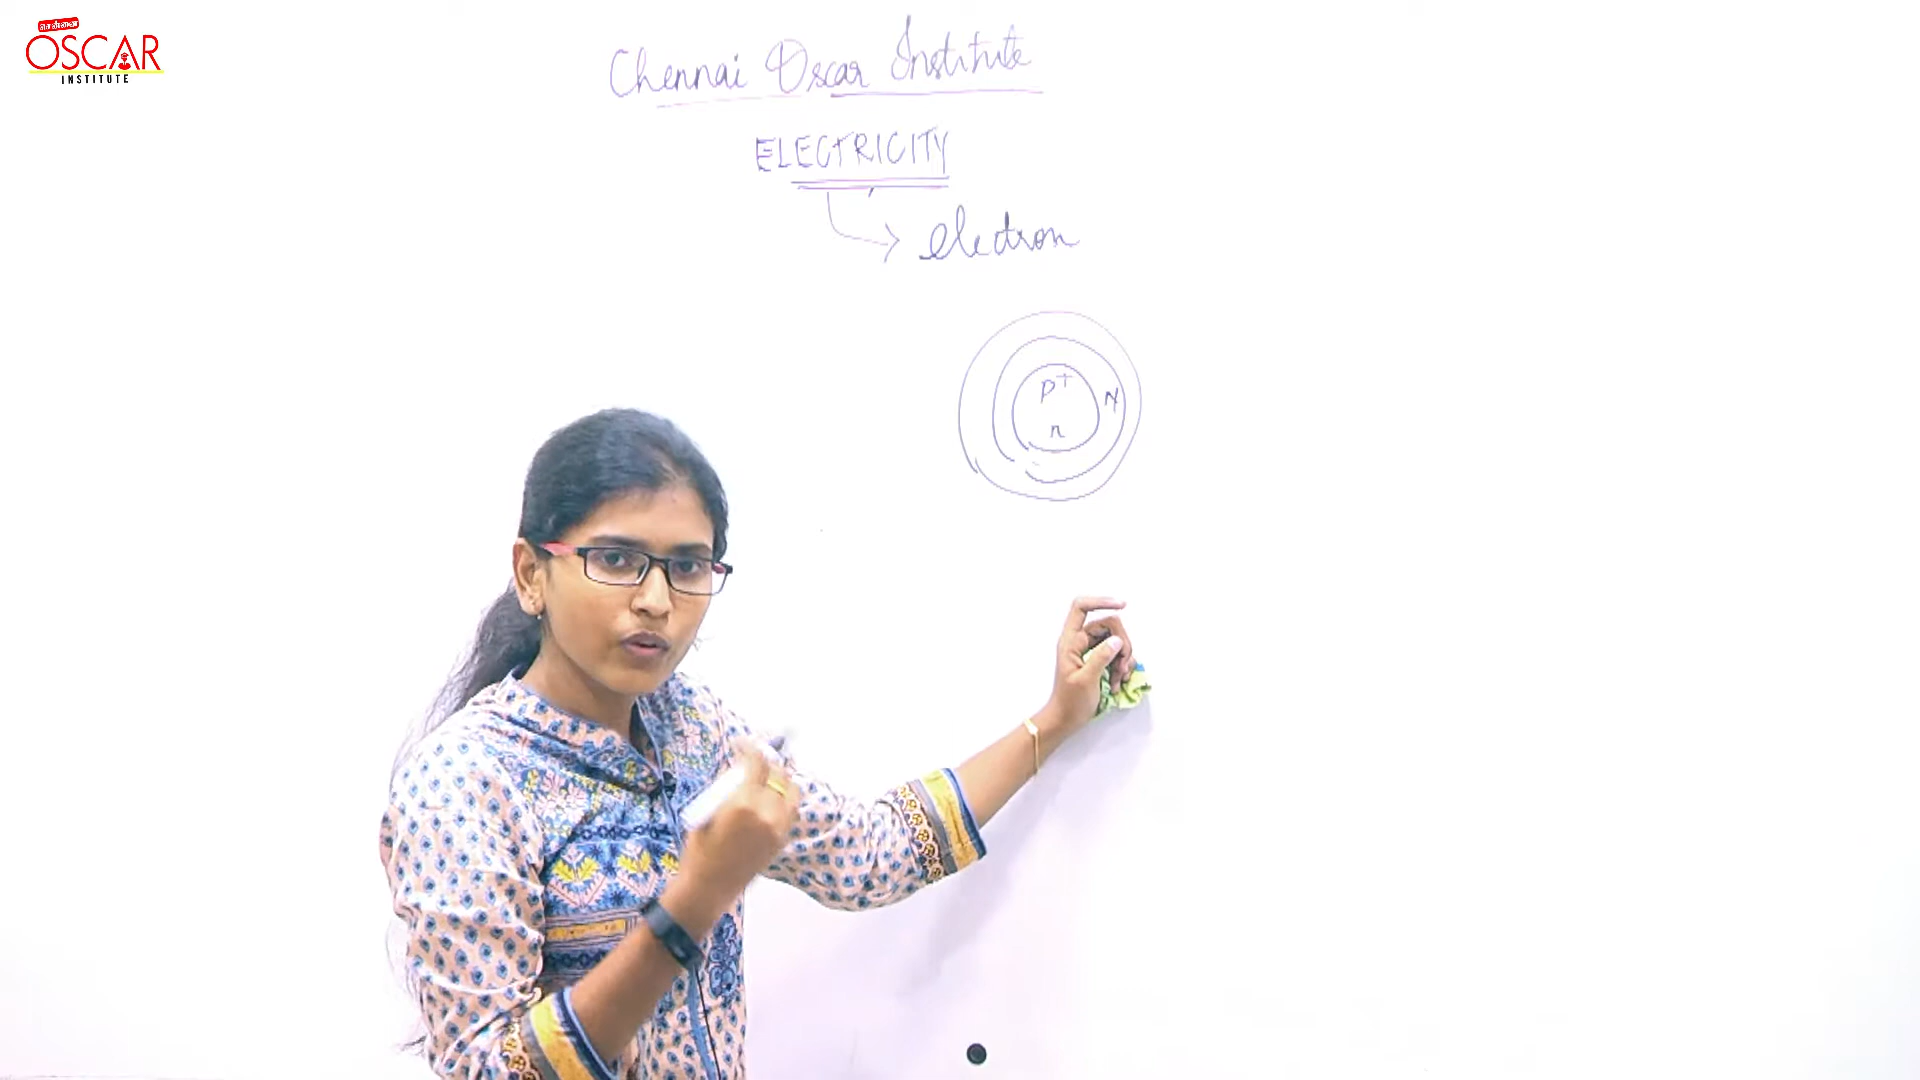 OSCAR
INSTITUTE
Chennai Oscar Institute
ELECTRICITY
electron
P+
N
n